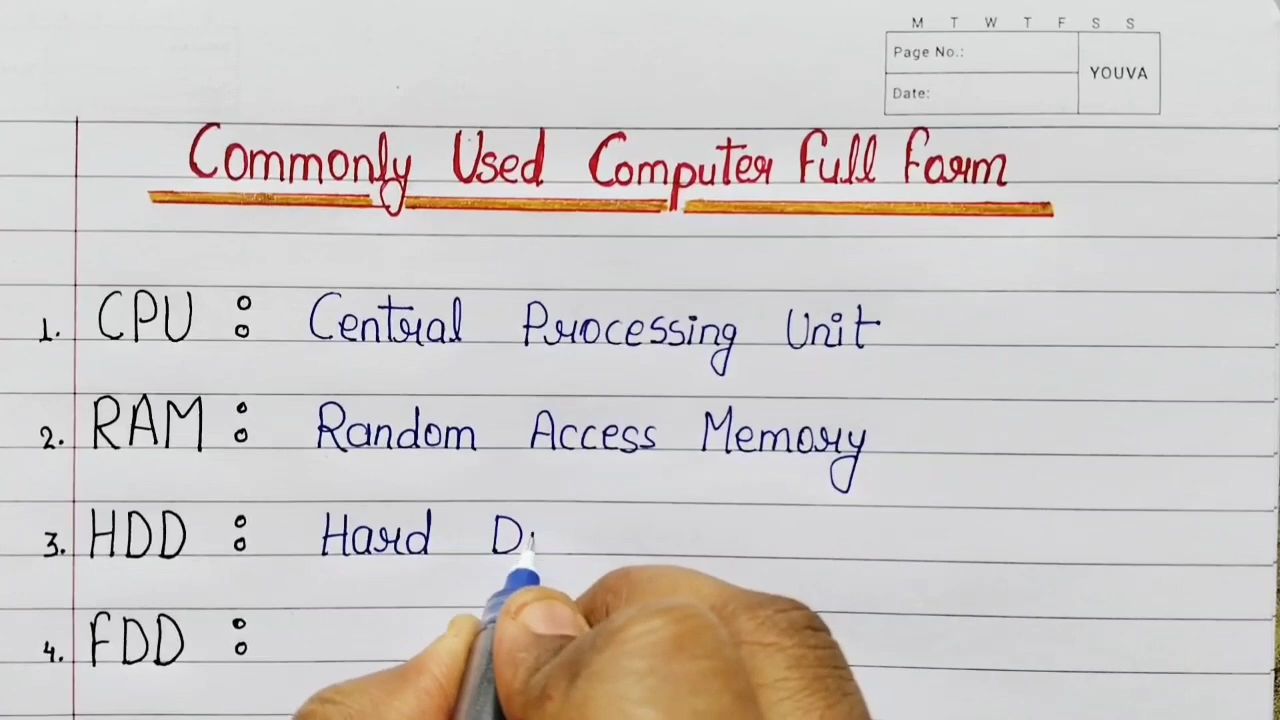 M T W T F S S
Page No.:
YOUVA
Date:
Commonly Used Computer Full Form
1. CPU : Central Processing Unit
2. RAM : Random Access Memory
3. HDD : Hard Di
4. FDD :